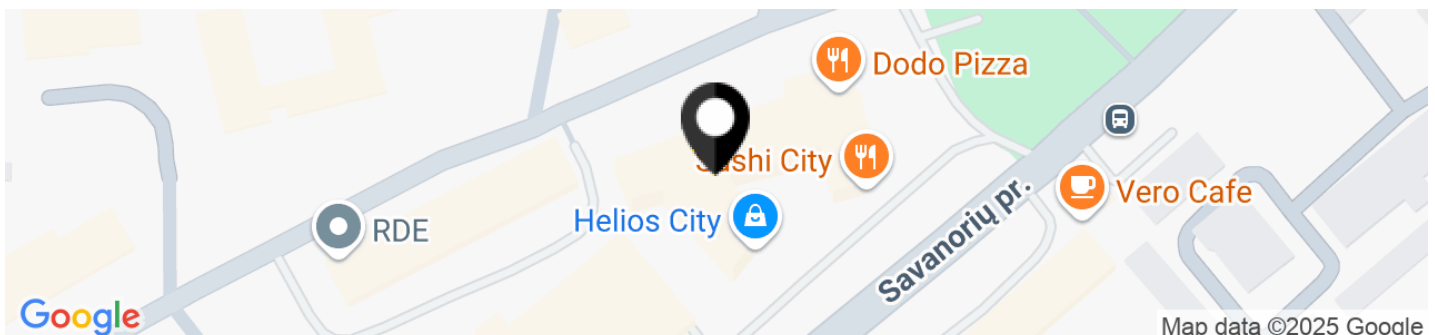 Dodo Pizza
Sushi City
Vero Cafe
Helios City
RDE
Savanorių pr.
Google
Map data ©2025 Google